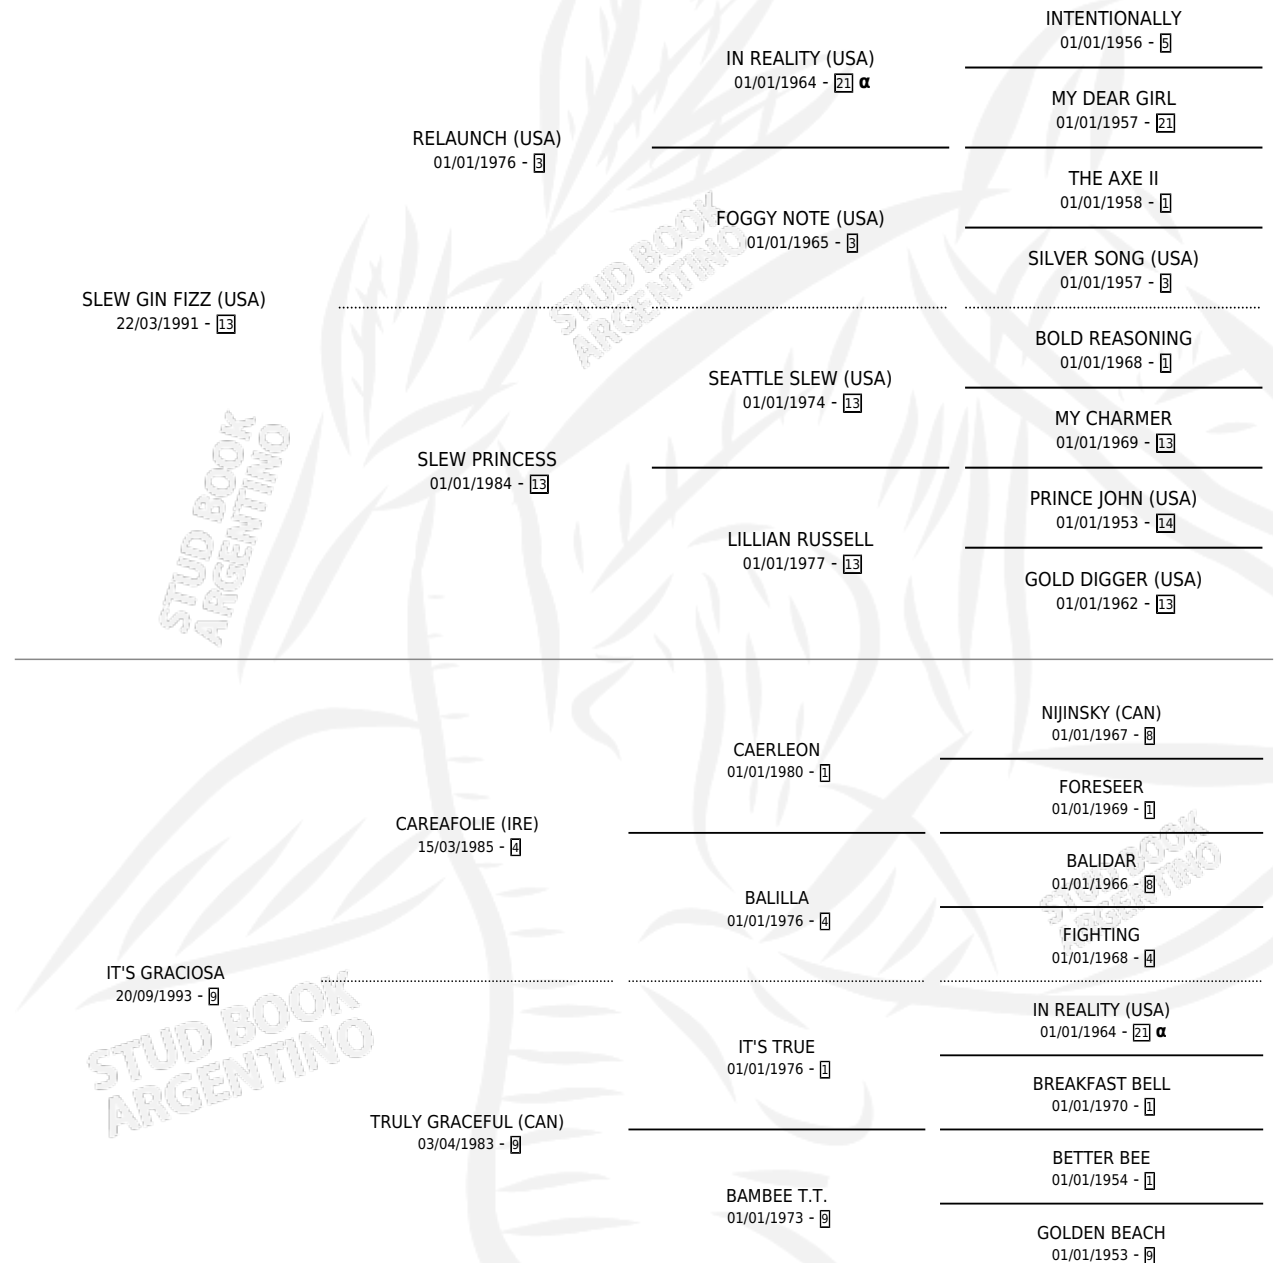 INTENTIONALLY
01/01/1956 - 5
IN REALITY (USA)
01/01/1964 - 21 α
MY DEAR GIRL
01/01/1957 - 21
RELAUNCH (USA)
01/01/1976 - 3
THE AXE II
01/01/1958 - 1
FOGGY NOTE (USA)
01/01/1965 - 3
SILVER SONG (USA)
01/01/1957 - 3
SLEW GIN FIZZ (USA)
22/03/1991 - 13
BOLD REASONING
01/01/1968 - 1
SEATTLE SLEW (USA)
01/01/1974 - 13
MY CHARMER
01/01/1969 - 13
SLEW PRINCESS
01/01/1984 - 13
PRINCE JOHN (USA)
01/01/1953 - 14
LILLIAN RUSSELL
01/01/1977 - 13
GOLD DIGGER (USA)
01/01/1962 - 13
NIJINSKY (CAN)
01/01/1967 - 8
CAERLEON
01/01/1980 - 1
FORESEER
01/01/1969 - 1
CAREAFOLIE (IRE)
15/03/1985 - 4
BALIDAR
01/01/1966 - 8
BALILLA
01/01/1976 - 4
FIGHTING
01/01/1968 - 4
IT'S GRACIOSA
20/09/1993 - 9
IN REALITY (USA)
01/01/1964 - 21 α
IT'S TRUE
01/01/1976 - 1
BREAKFAST BELL
01/01/1970 - 1
TRULY GRACEFUL (CAN)
03/04/1983 - 9
BETTER BEE
01/01/1954 - 1
BAMBEE T.T.
01/01/1973 - 9
GOLDEN BEACH
01/01/1953 - 9
STUD BOOK
ARGENTINO
STUD BOOK
ARGENTINO
STUD BOOK
ARGENTINO
STUD BOOK
ARGENTINO